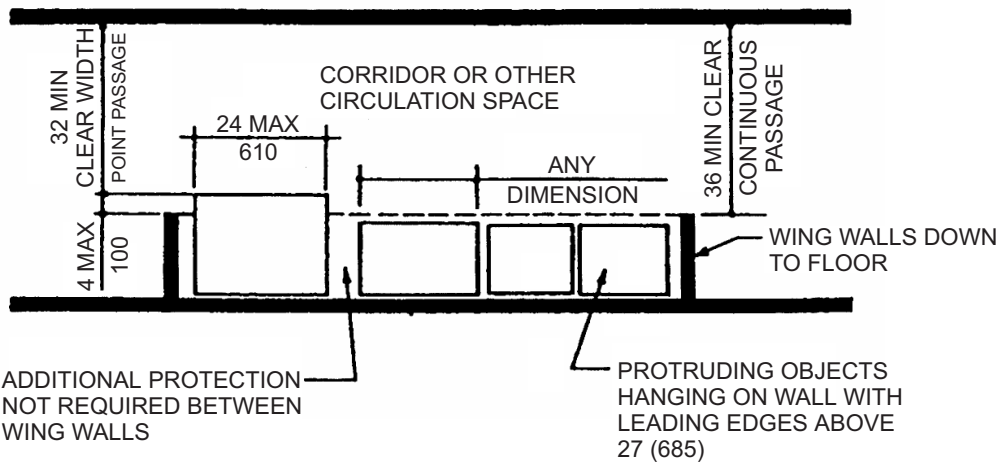 32 MIN
CLEAR WIDTH
POINT PASSAGE
CORRIDOR OR OTHER
CIRCULATION SPACE
24 MAX
610
ANY
DIMENSION
36 MIN CLEAR
CONTINUOUS
PASSAGE
4 MAX
100
WING WALLS DOWN
TO FLOOR
ADDITIONAL PROTECTION
NOT REQUIRED BETWEEN
WING WALLS
PROTRUDING OBJECTS
HANGING ON WALL WITH
LEADING EDGES ABOVE
27 (685)